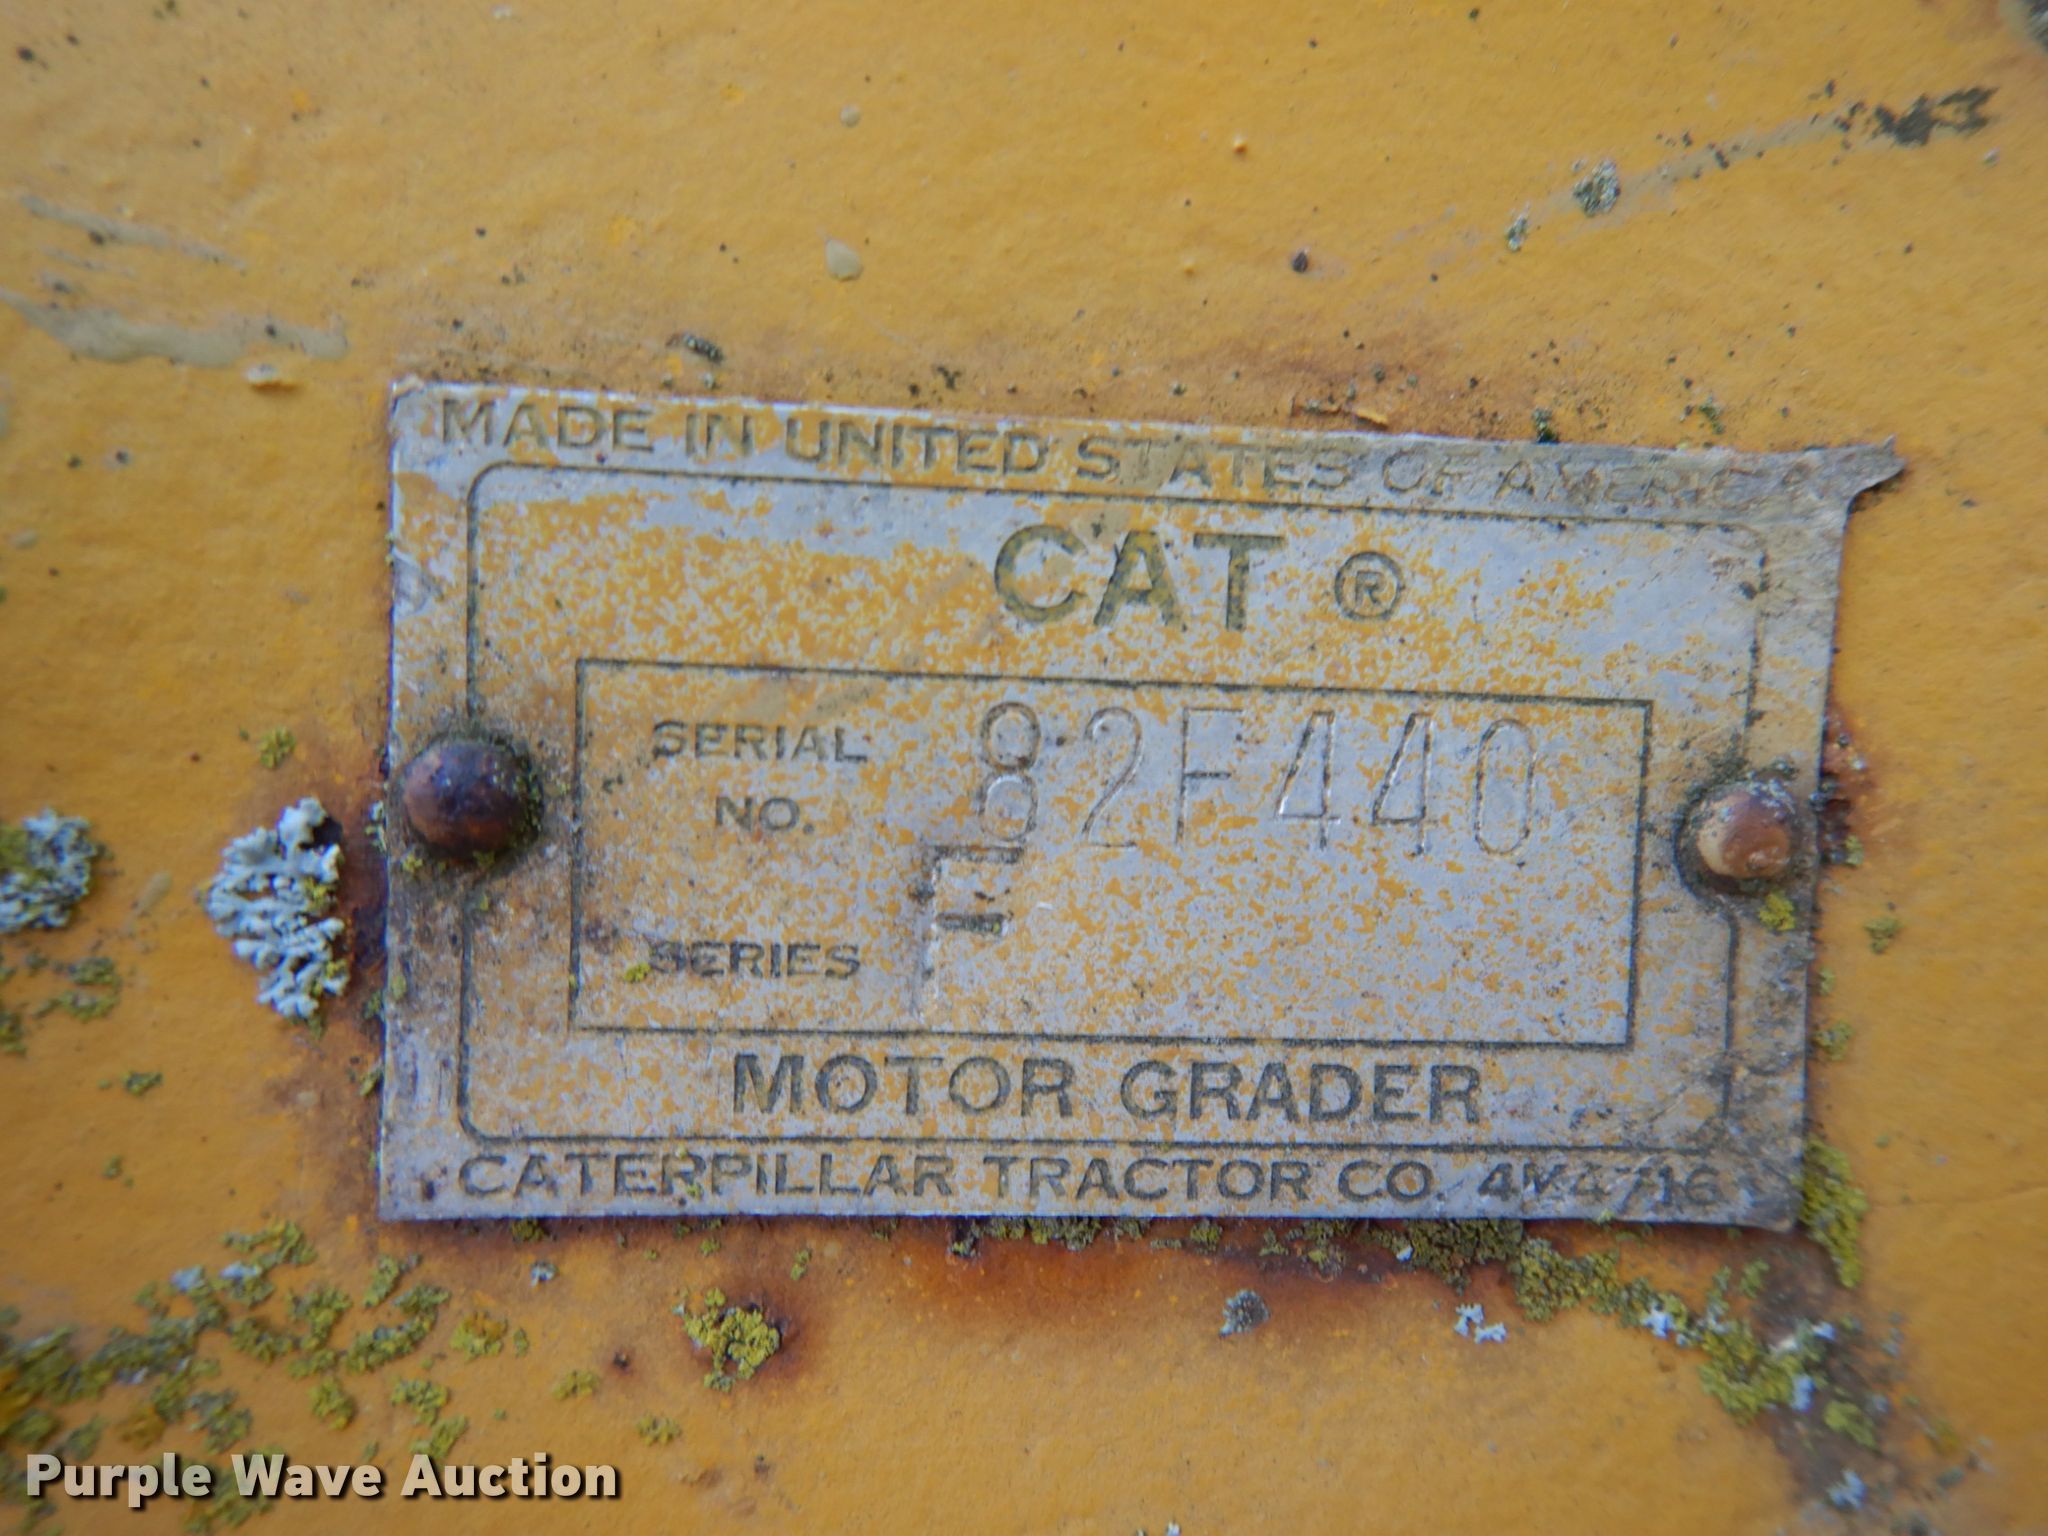 MADE IN UNITED STATES OF AMERICA
CAT ®
SERIAL NO. 82F440
SERIES F
MOTOR GRADER
CATERPILLAR TRACTOR CO. 4M4716
Purple Wave Auction